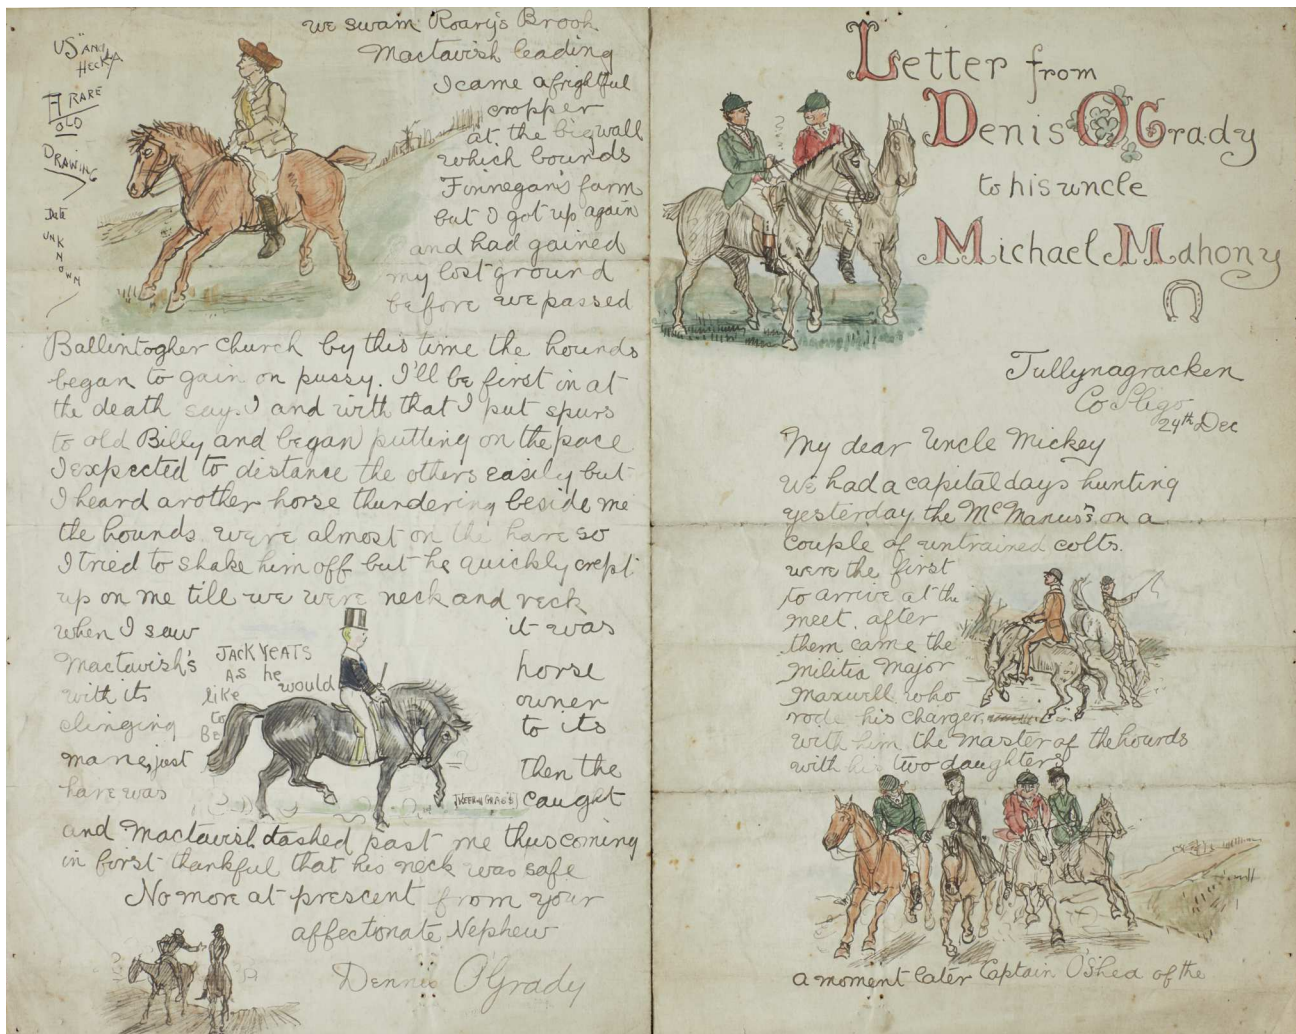 we swam Roary's Brook
Mactavish leading
I came a frightful
cropper
at the big wall
which bounds
Finnegan's farm
but I got up again
and had gained
my lost ground
before we passed
US" AND
A RARE
OLD
DRAWING
Date
UNKNOWN
Ballintogher church by this time the hounds
began to gain on pussy. I'll be first in at
the death say I and with that I put spurs
to old Billy and began putting on the pace
I expected to distance the others easily but
I heard another horse thundering beside me
the hounds were almost on the hare so
I tried to shake him off but he quickly crept
up on me till we were neck and neck
when I saw it was
Mactavish's horse
with it owner
clinging to its
mane, just then the
hare was caught
JACK YEATS
AS he
would
like
to
Be
and Mactavish dashed past me thus coming
in first thankful that his neck was safe
No more at prescent from your
affectonate Nephew
Dennis O'Grady
Letter from
Denis O'Grady
to his uncle
Michael Mahony
Tullynagracken
Co Sligo
24th Dec
My dear Uncle Mickey
We had a capital days hunting
yesterday. the McManus's on a
couple of untrained colts.
were the first
to arrive at the
meet. after
them came the
Militia Major
Maxwell who
rode his charger
with him the master of the hounds
with his two daughters
a moment later Captain O'Shea of the